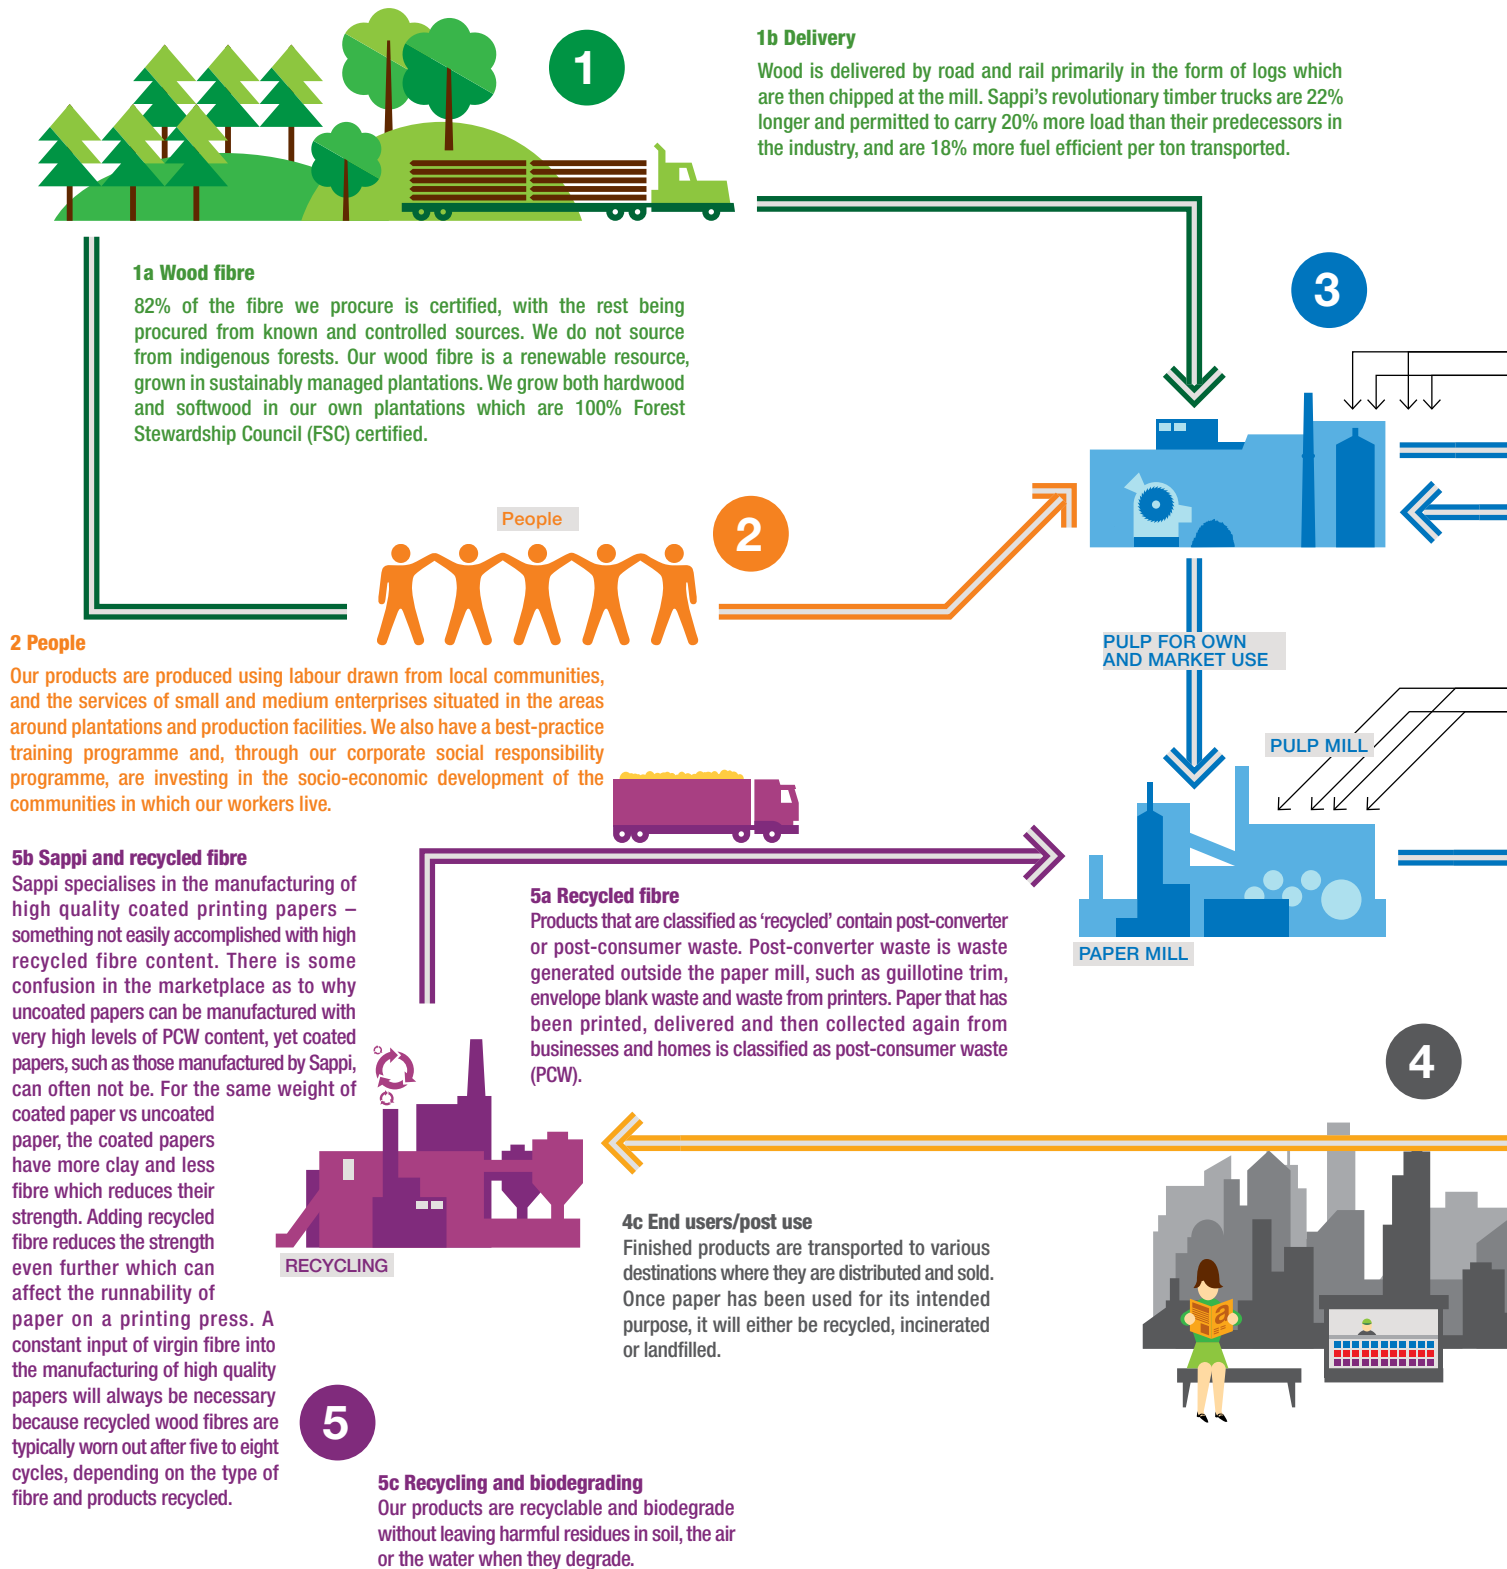 1
1b Delivery
Wood is delivered by road and rail primarily in the form of logs which
are then chipped at the mill. Sappi's revolutionary timber trucks are 22%
longer and permitted to carry 20% more load than their predecessors in
the industry, and are 18% more fuel efficient per ton transported.
1a Wood fibre
82% of the fibre we procure is certified, with the rest being
procured from known and controlled sources. We do not source
from indigenous forests. Our wood fibre is a renewable resource,
grown in sustainably managed plantations. We grow both hardwood
and softwood in our own plantations which are 100% Forest
Stewardship Council (FSC) certified.
3
People
2
2 People
Our products are produced using labour drawn from local communities,
and the services of small and medium enterprises situated in the areas
around plantations and production facilities. We also have a best-practice
training programme and, through our corporate social responsibility
programme, are investing in the socio-economic development of the
communities in which our workers live.
PULP FOR OWN
AND MARKET USE
PULP MILL
PAPER MILL
5b Sappi and recycled fibre
Sappi specialises in the manufacturing of
high quality coated printing papers –
something not easily accomplished with high
recycled fibre content. There is some
confusion in the marketplace as to why
uncoated papers can be manufactured with
very high levels of PCW content, yet coated
papers, such as those manufactured by Sappi,
can often not be. For the same weight of
coated paper vs uncoated
paper, the coated papers
have more clay and less
fibre which reduces their
strength. Adding recycled
fibre reduces the strength
even further which can
affect the runnability of
paper on a printing press. A
constant input of virgin fibre into
the manufacturing of high quality
papers will always be necessary
because recycled wood fibres are
typically worn out after five to eight
cycles, depending on the type of
fibre and products recycled.
5a Recycled fibre
Products that are classified as 'recycled' contain post-converter
or post-consumer waste. Post-converter waste is waste
generated outside the paper mill, such as guillotine trim,
envelope blank waste and waste from printers. Paper that has
been printed, delivered and then collected again from
businesses and homes is classified as post-consumer waste
(PCW).
4
RECYCLING
4c End users/post use
Finished products are transported to various
destinations where they are distributed and sold.
Once paper has been used for its intended
purpose, it will either be recycled, incinerated
or landfilled.
a
5
5c Recycling and biodegrading
Our products are recyclable and biodegrade
without leaving harmful residues in soil, the air
or the water when they degrade.